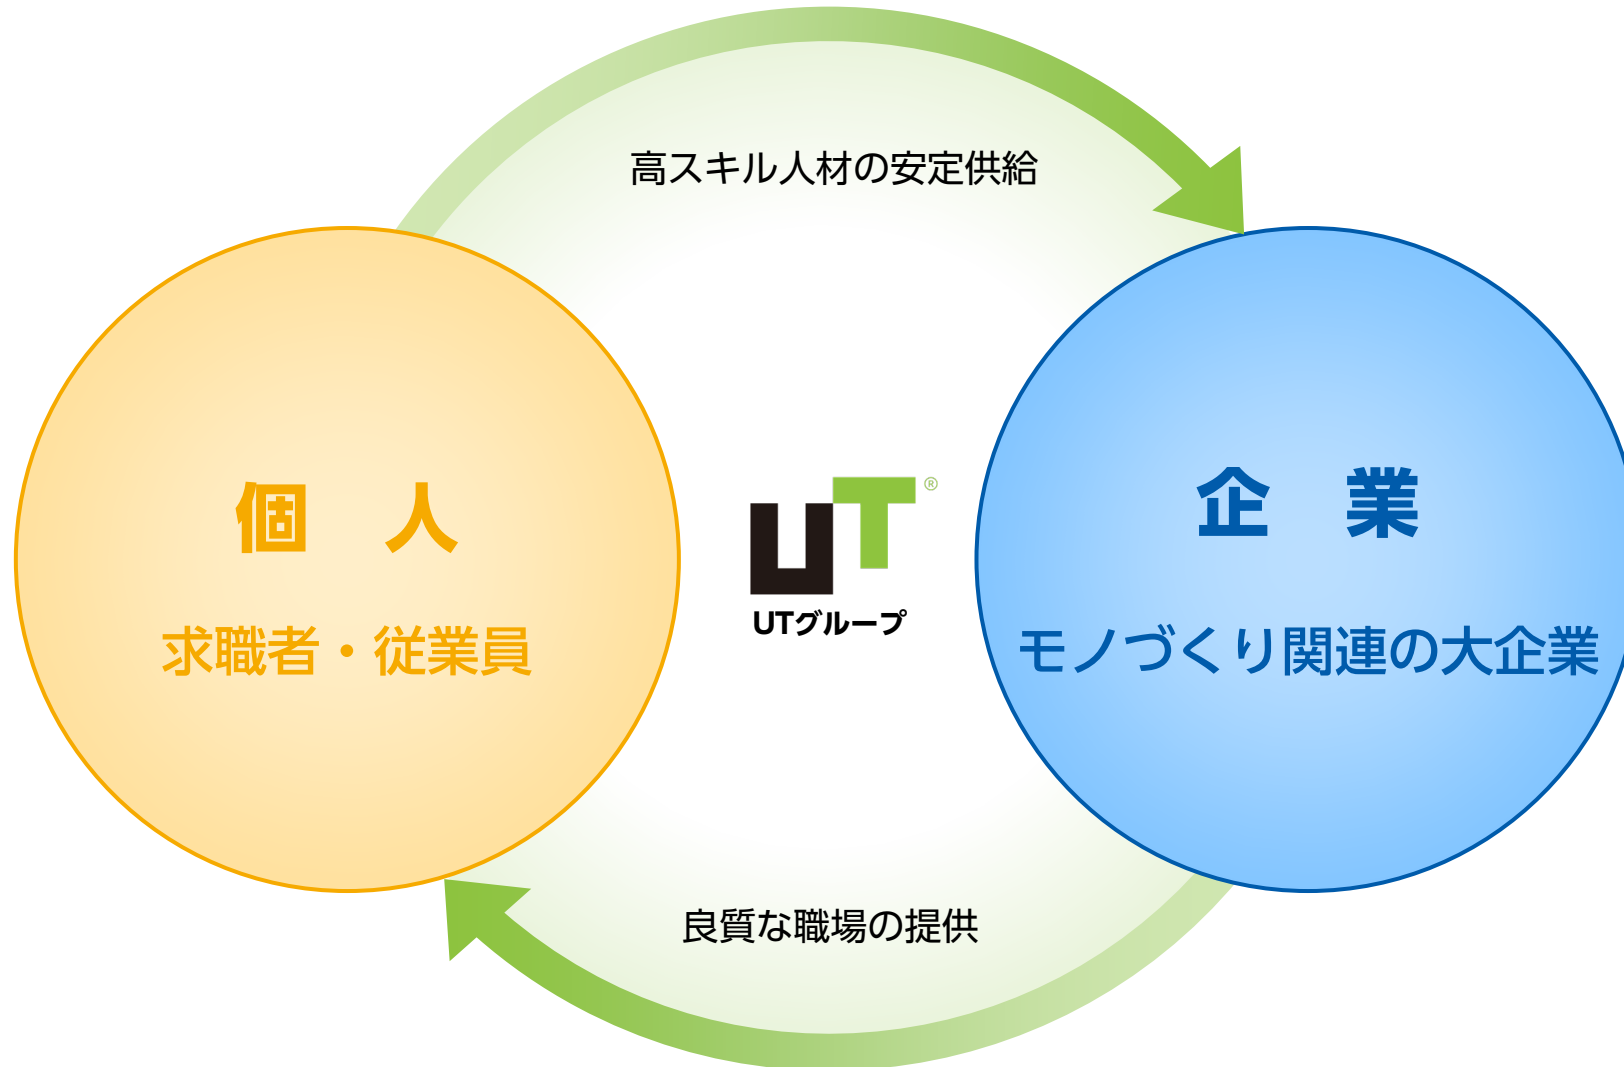 高スキル人材の安定供給
個　人
求職者・従業員
UT®
UTグループ
企　業
モノづくり関連の大企業
良質な職場の提供